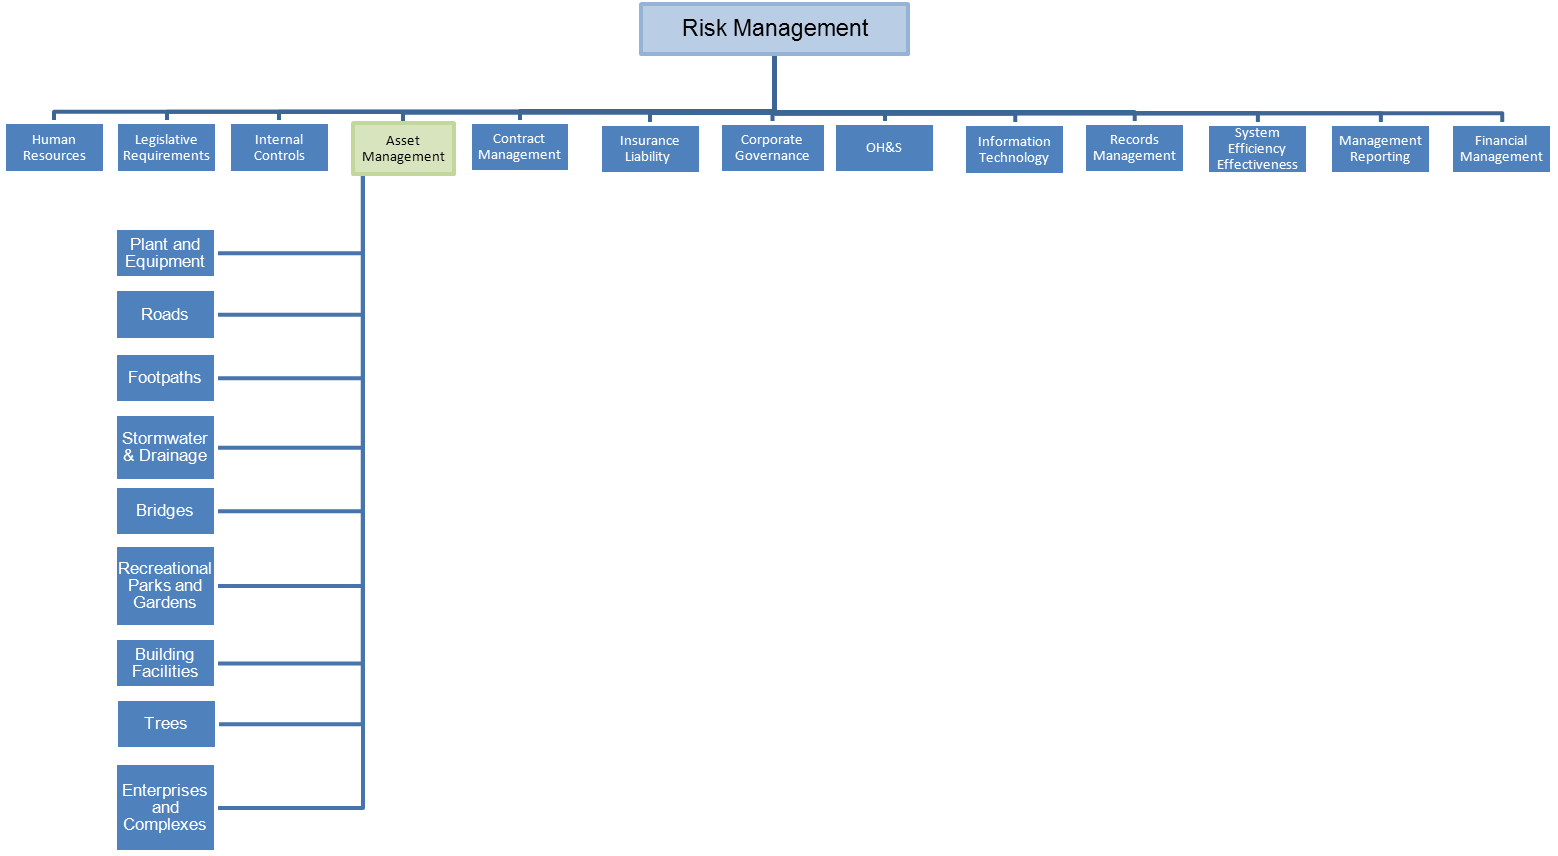 Risk Management
Human
Resources
Legislative
Requirements
Internal
Controls
Asset
Management
Contract
Management
Insurance
Liability
Corporate
Governance
OH&S
Information
Technology
Records
Management
System
Efficiency
Effectiveness
Management
Reporting
Financial
Management
Plant and
Equipment
Roads
Footpaths
Stormwater
& Drainage
Bridges
Recreational
Parks and
Gardens
Building
Facilities
Trees
Enterprises
and
Complexes